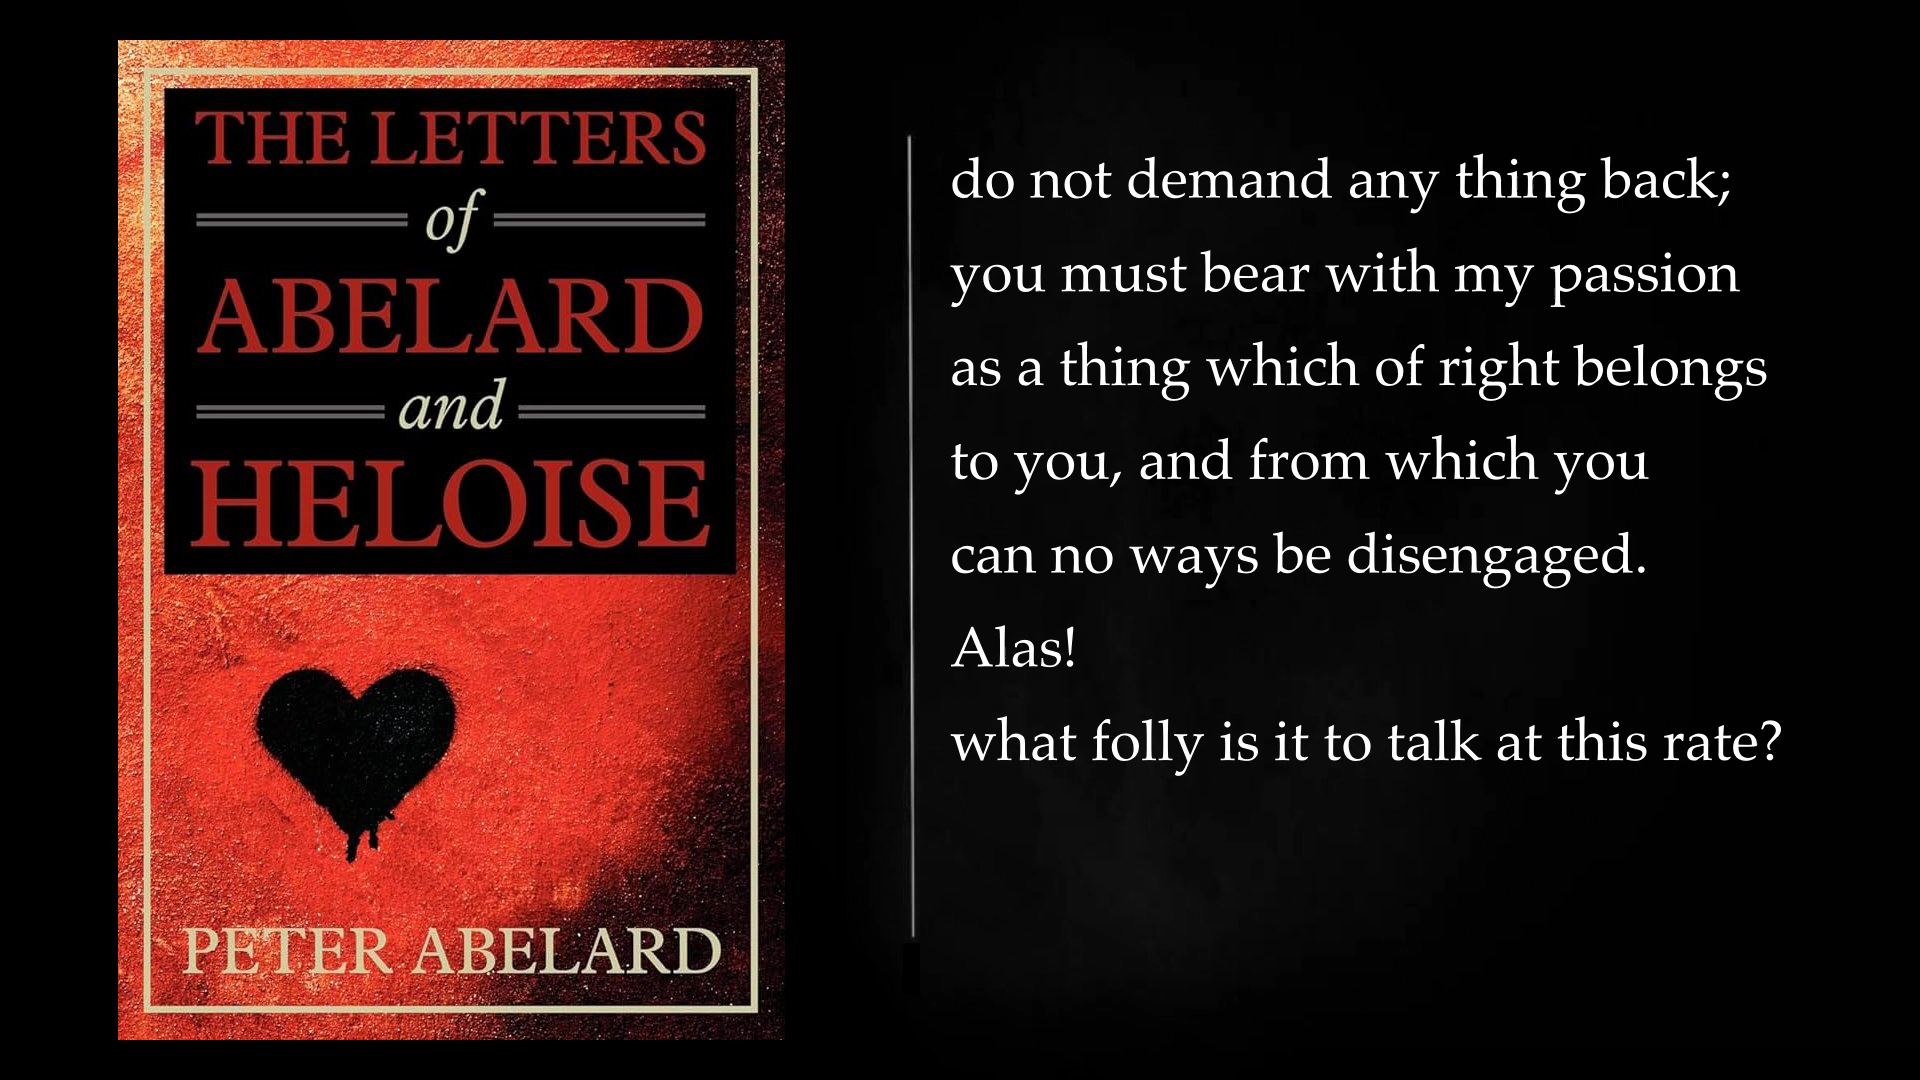 THE LETTERS
of
ABELARD
and
HELOISE
PETER ABELARD
do not demand any thing back;
you must bear with my passion
as a thing which of right belongs
to you, and from which you
can no ways be disengaged.
Alas!
what folly is it to talk at this rate?